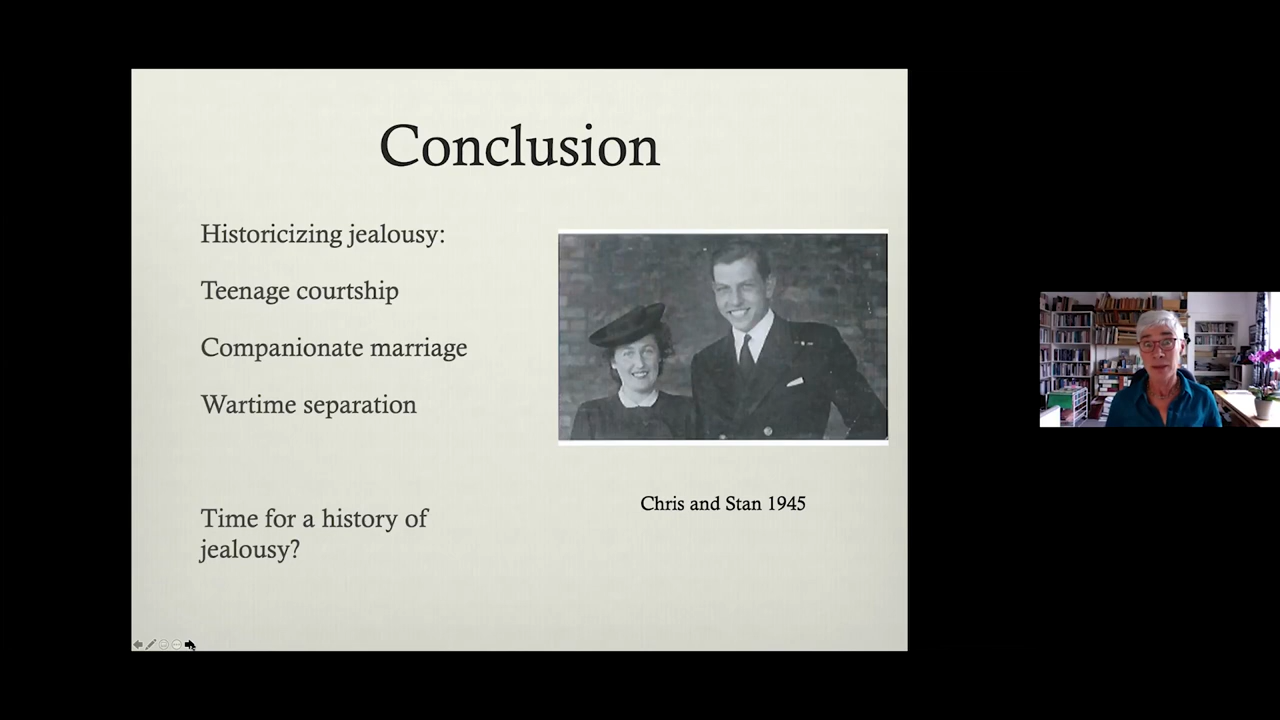 Conclusion
Historicizing jealousy:
Teenage courtship
Companionate marriage
Wartime separation
Time for a history of
jealousy?
Chris and Stan 1945